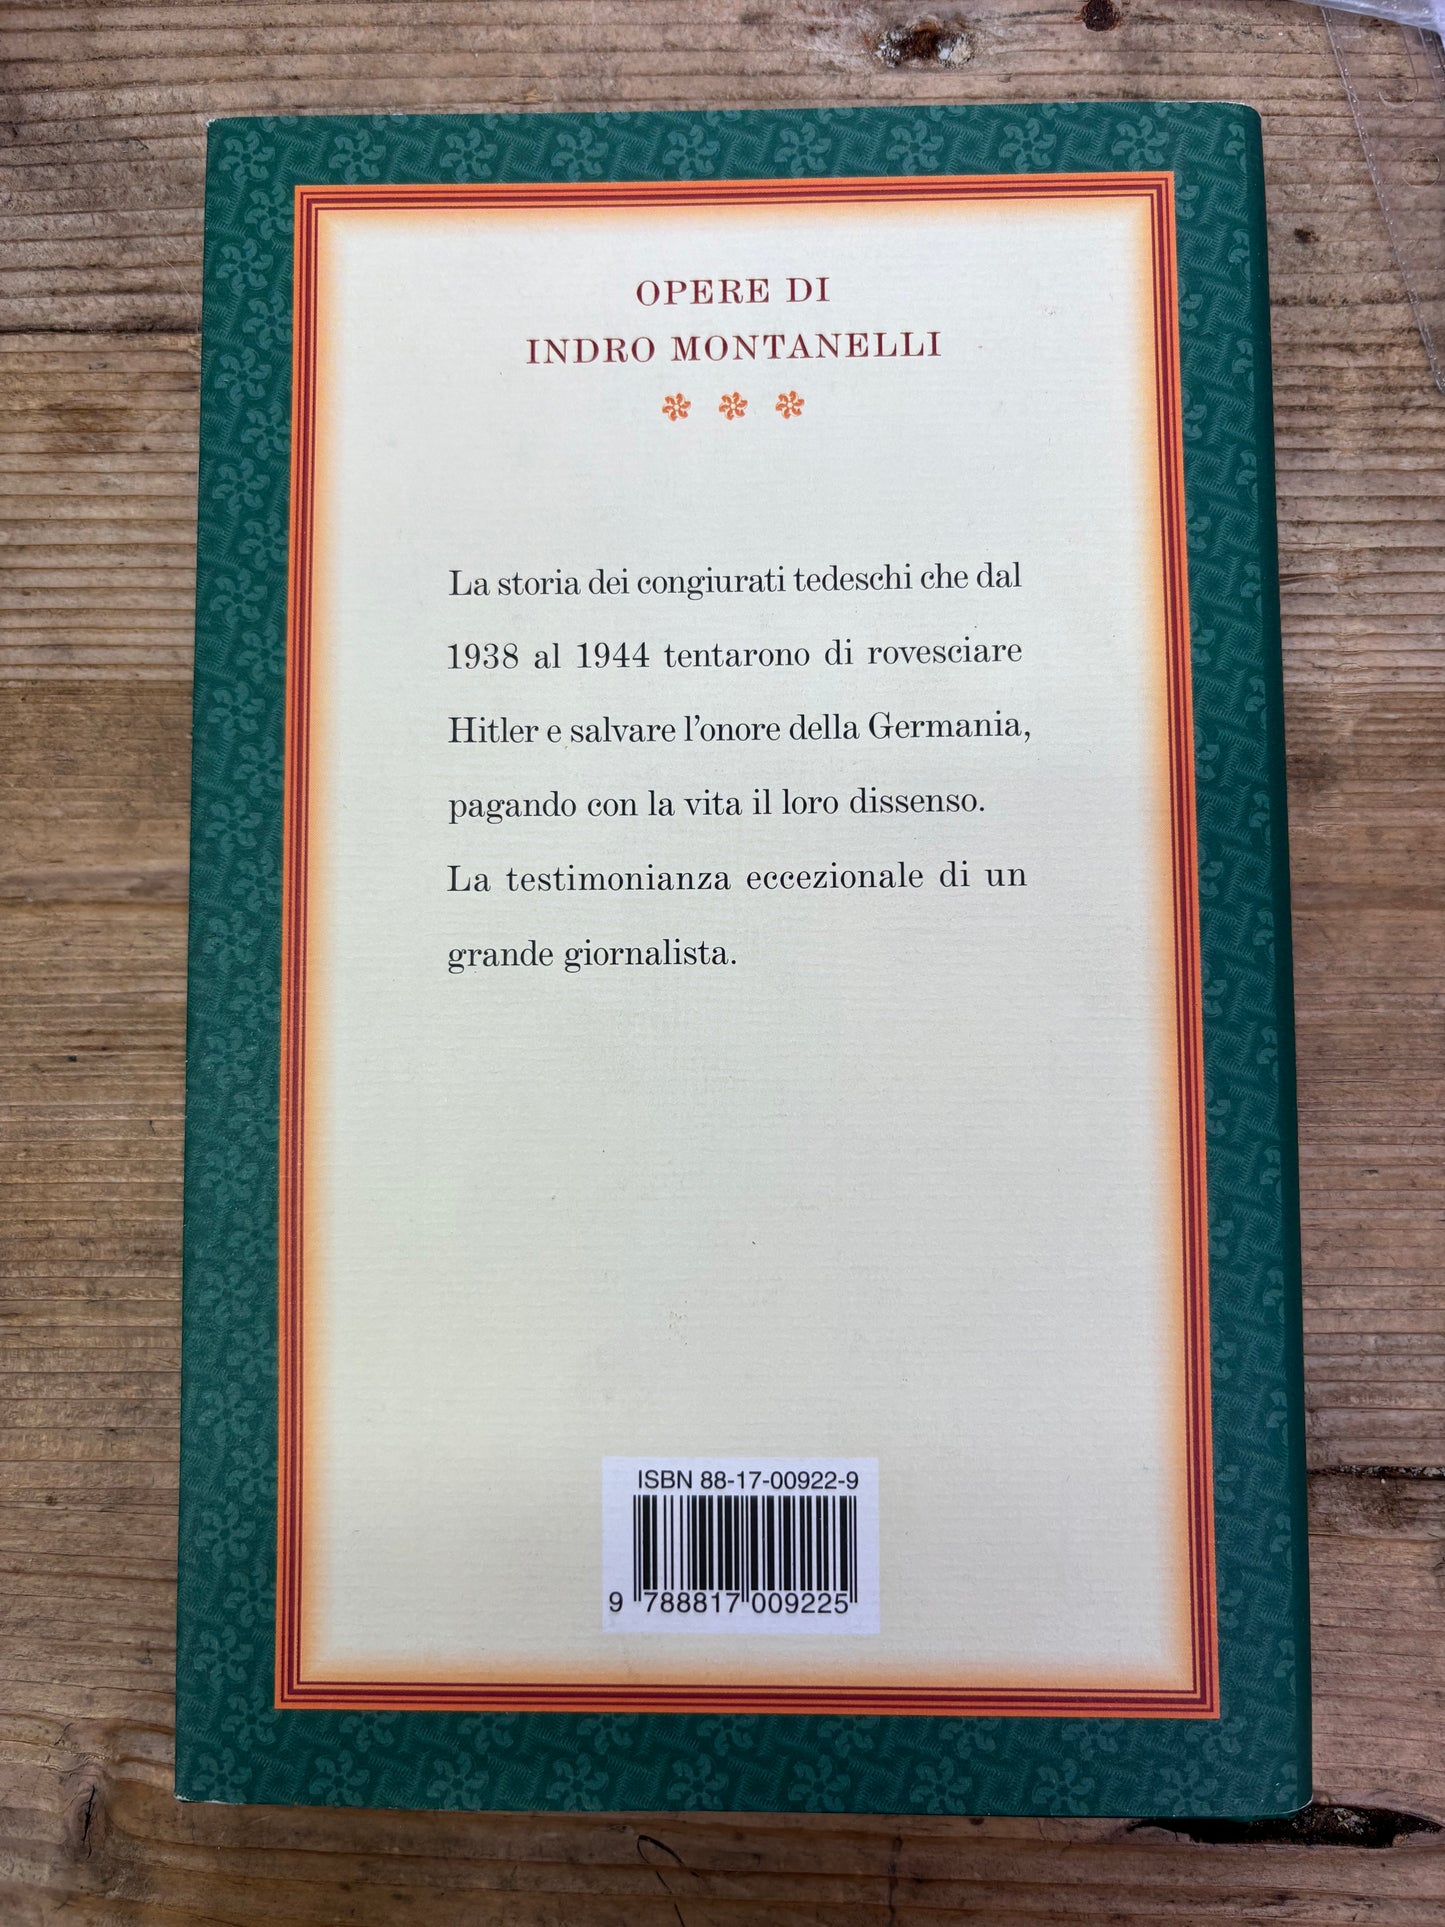 OPERE DI
INDRO MONTANELLI
La storia dei congiurati tedeschi che dal
1938 al 1944 tentarono di rovesciare
Hitler e salvare l’onore della Germania,
pagando con la vita il loro dissenso.
La testimonianza eccezionale di un
grande giornalista.
ISBN 88-17-00922-9
9 788817 009225